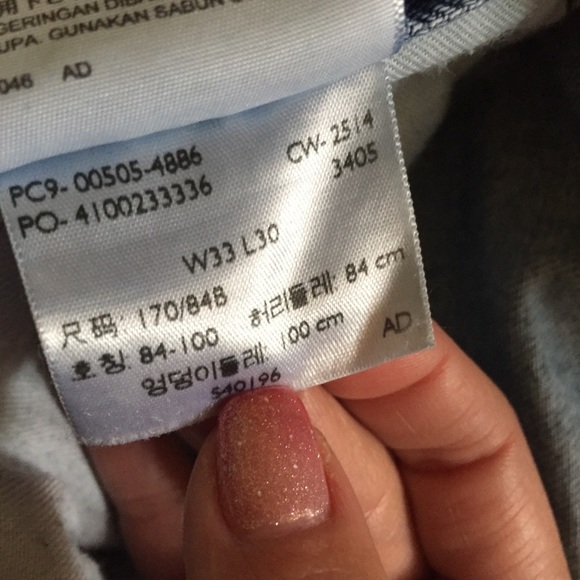 GERINGAN
GUNAKAN SABUN
046 AD
PC9- 00505-4886 CW- 2514
PO- 4100233336 3405
W33 L30
尺码: 170/84B 허리둘레: 84 cm
호칭: 84-100
엉덩이둘레: 100 cm AD
540196